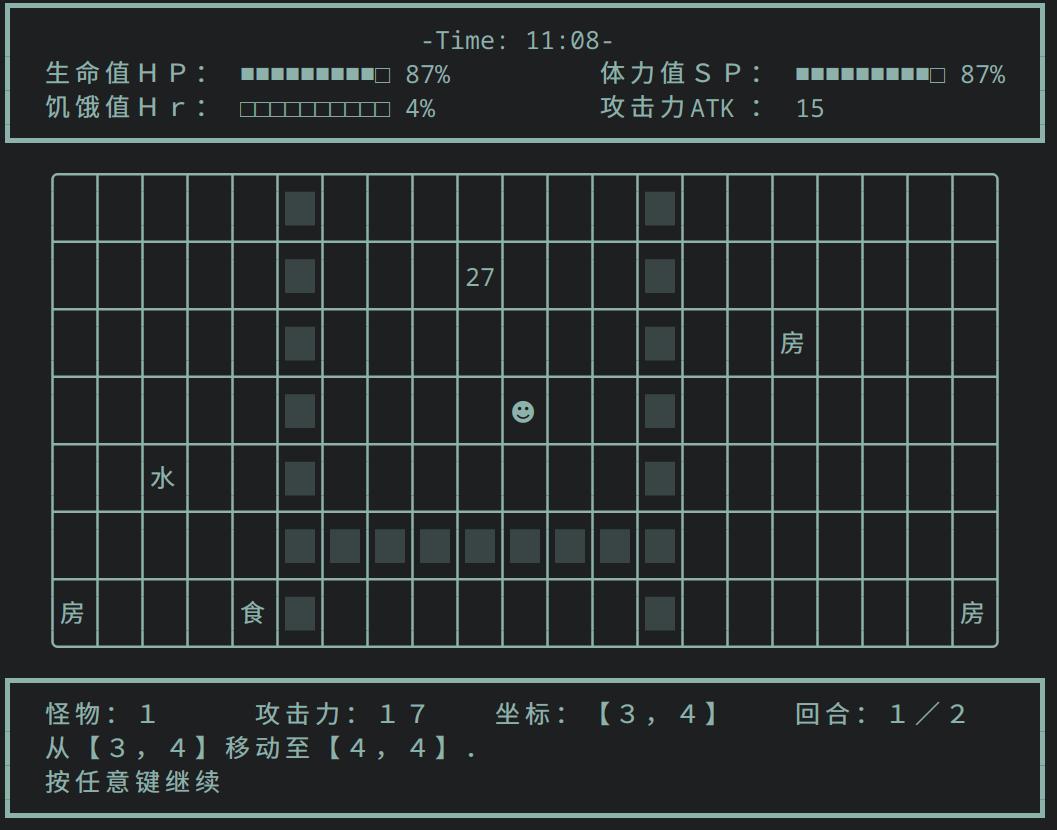 -Time: 11:08-
生命值ＨＰ： ■■■■■■■■■□ 87% 体力值ＳＰ： ■■■■■■■■■□ 87%
饥饿值Ｈｒ： □□□□□□□□□□ 4% 攻击力ATK ： 15
27
房
☻
水
房 食 房
怪物：１ 攻击力：１７ 坐标：【３，４】 回合：１／２
从【３，４】移动至【４，４】．
按任意键继续